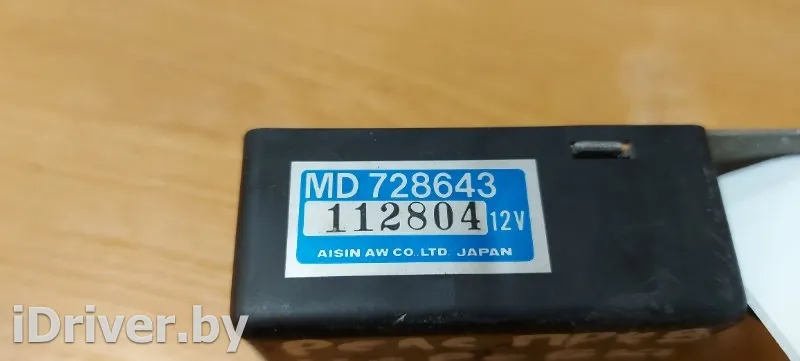 MD 728643
112804 12V
AISIN AW CO.,LTD. JAPAN
iDriver.by